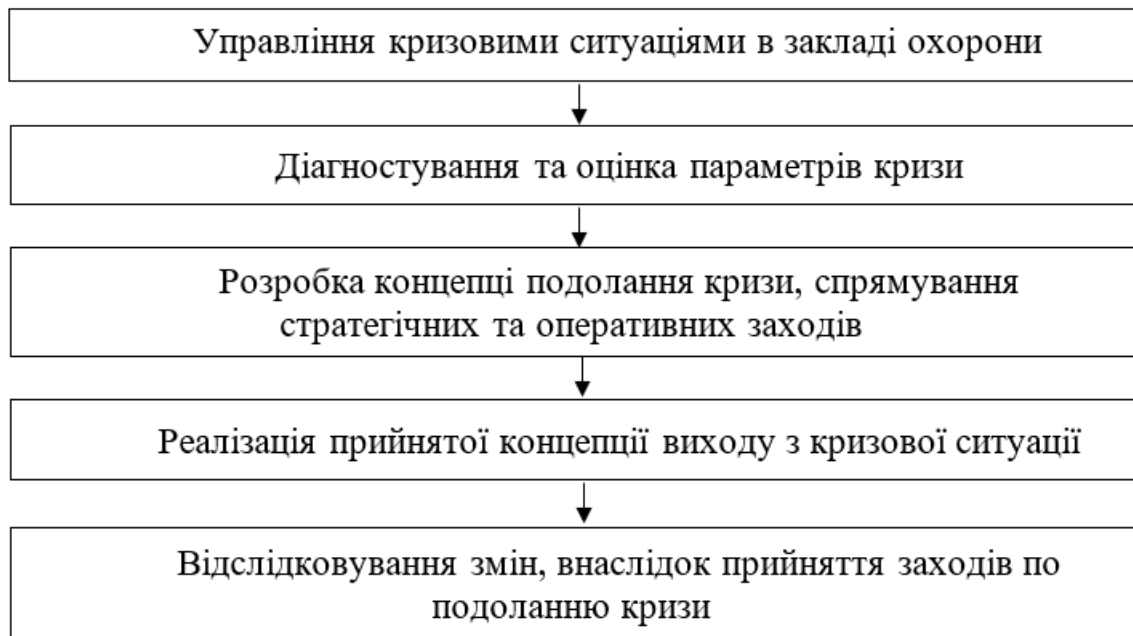 Управління кризовими ситуаціями в закладі охорони
Діагностування та оцінка параметрів кризи
Розробка концепці подолання кризи, спрямування
стратегічних та оперативних заходів
Реалізація прийнятої концепції виходу з кризової ситуації
Відслідковування змін, внаслідок прийняття заходів по
подоланню кризи